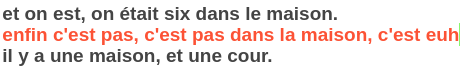 et on est, on était six dans le maison.
enfin c'est pas, c'est pas dans la maison, c'est euh
il y a une maison, et une cour.